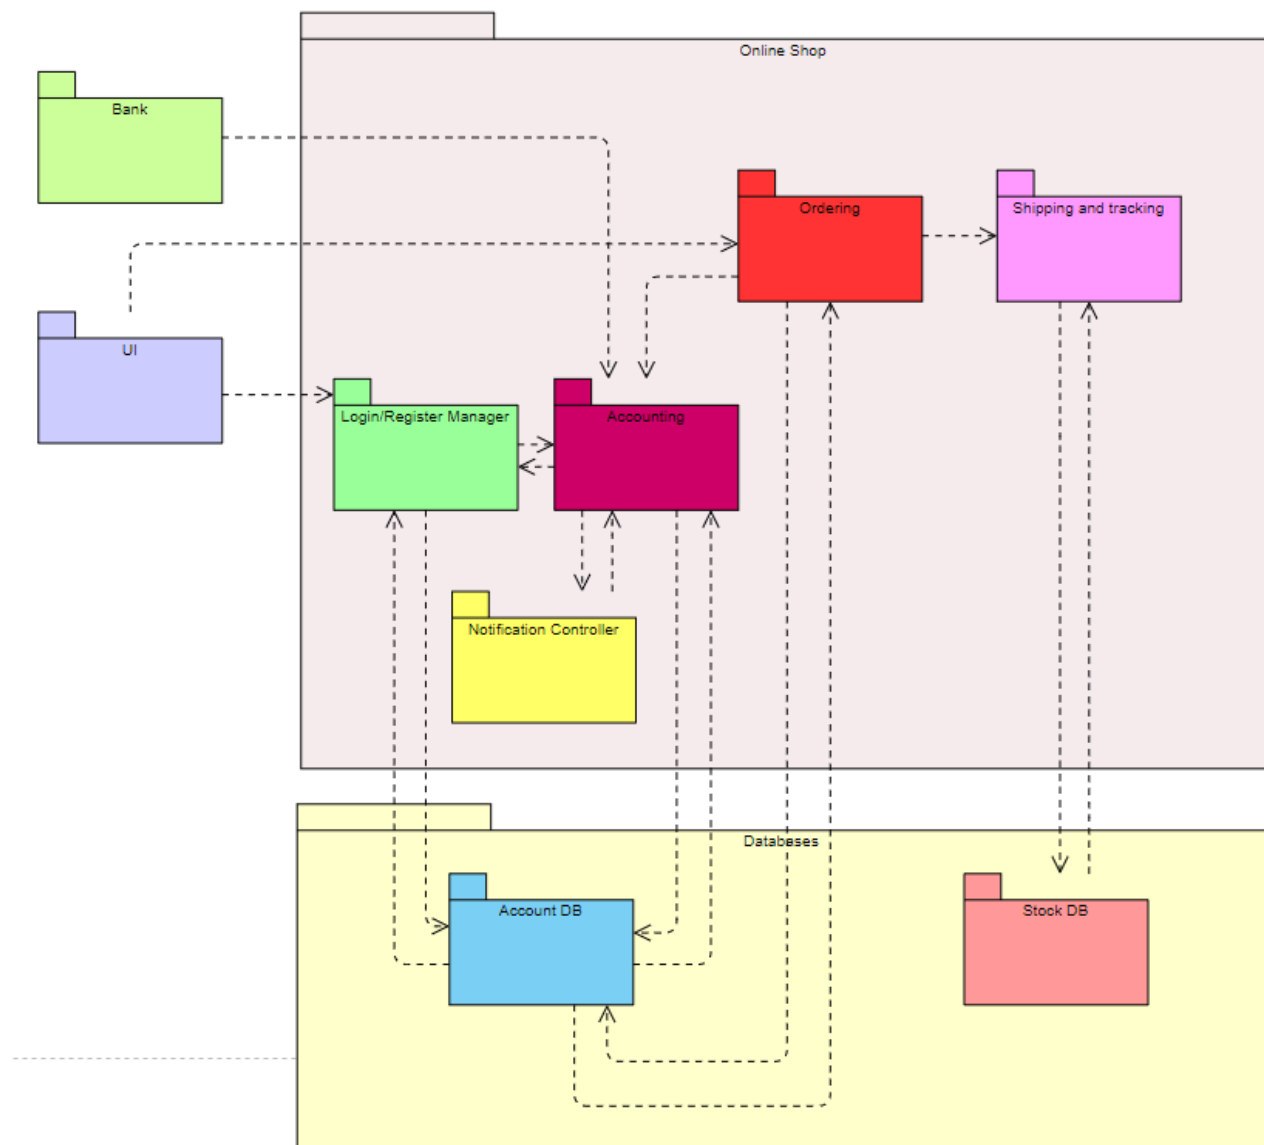 Online Shop
Bank
Ordering
Shipping and tracking
UI
Login/Register Manager
Accounting
Notification Controller
Databases
Account DB
Stock DB